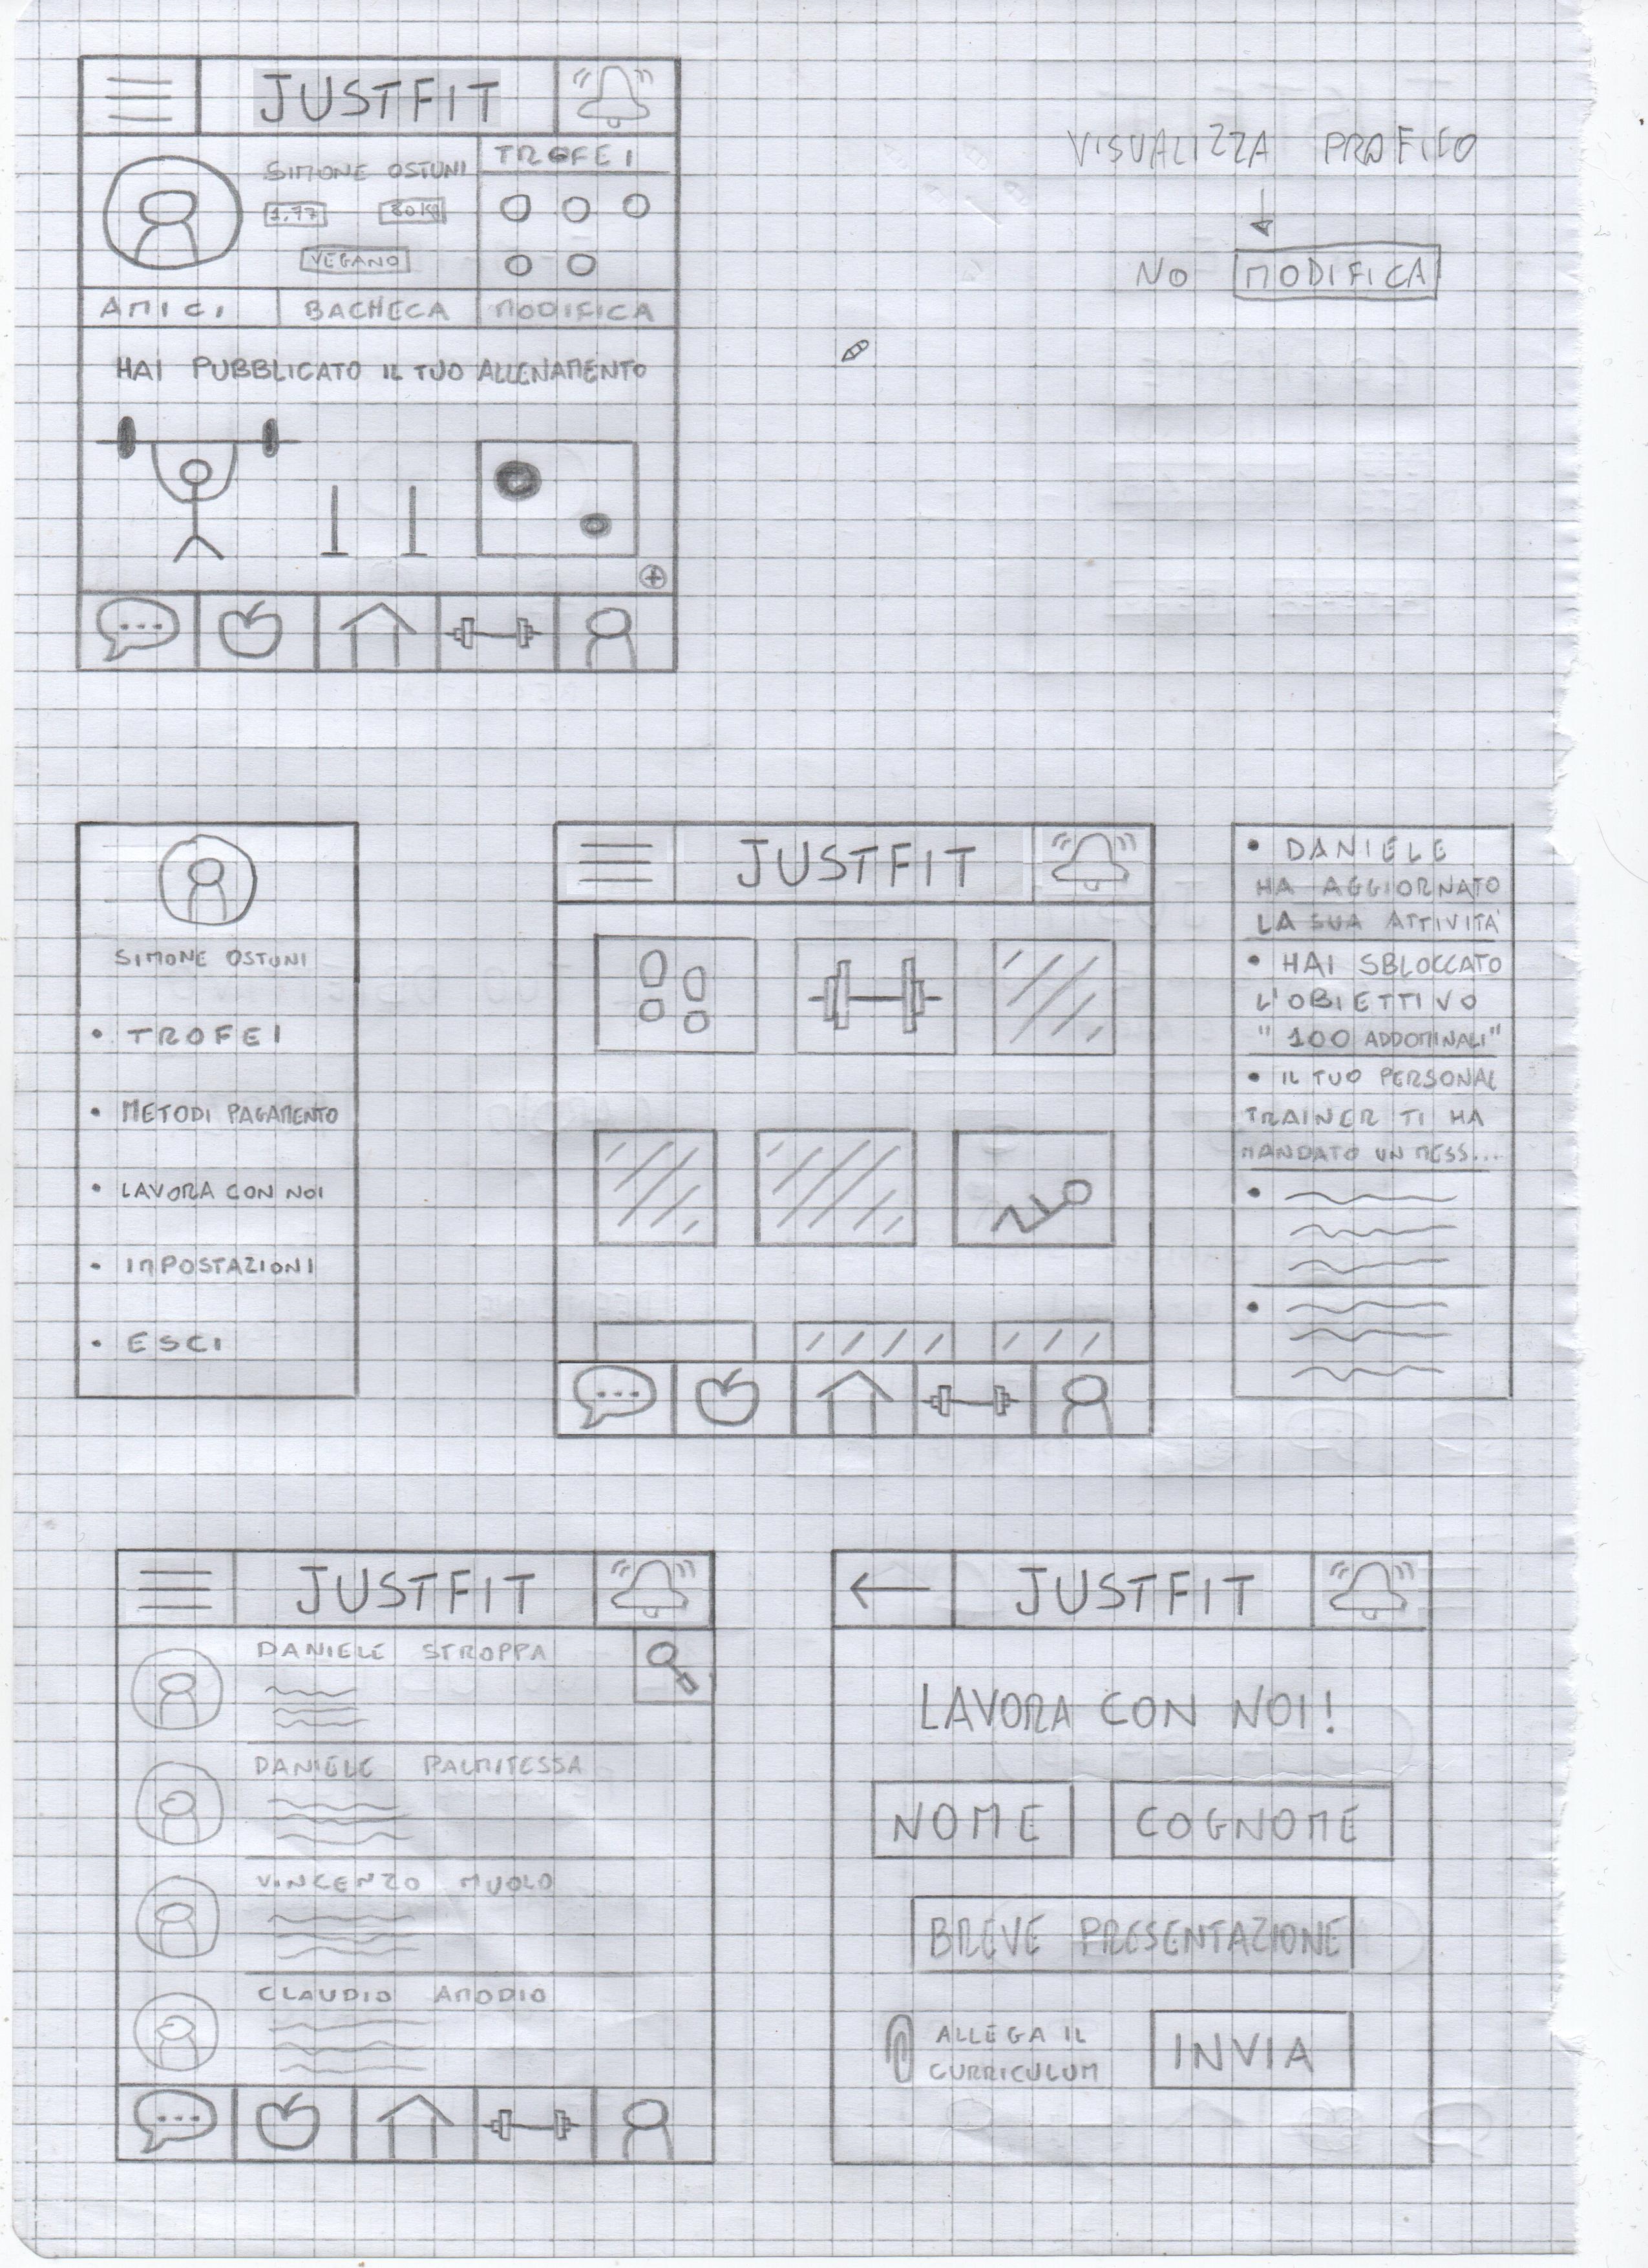 JUSTFIT
SIMONE OSTUNI
1,77 80 KG
VEGANO
TROFEI
AMICI BACHECA MODIFICA
HAI PUBBLICATO IL TUO ALLENAMENTO
VISUALIZZA PROFILO
NO MODIFICA
SIMONE OSTUNI
• TROFEI
• METODI PAGAMENTO
• LAVORA CON NOI
• IMPOSTAZIONI
• ESCI
JUSTFIT
• DANIELE
HA AGGIORNATO
LA SUA ATTIVITA'
• HAI SBLOCCATO
L'OBIETTIVO
"100 ADDOMINALI"
• IL TUO PERSONAL
TRAINER TI HA
MANDATO UN MESS...
JUSTFIT
DANIELE STROPPA
DANIELE PALMITESSA
VINCENZO MUOLO
CLAUDIO AMODIO
JUSTFIT
LAVORA CON NOI!
NOME COGNOME
BREVE PRESENTAZIONE
ALLEGA IL
CURRICULUM
INVIA